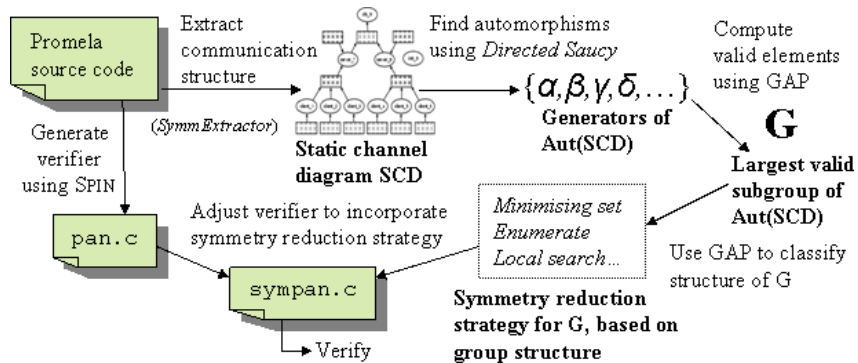 Promela
source code
Extract
communication
structure
(SymmExtractor)
Static channel
diagram SCD
Find automorphisms
using Directed Saucy
{α,β,γ,δ,...}
Generators of
Aut(SCD)
Compute
valid elements
using GAP
G
Largest valid
subgroup of
Aut(SCD)
Generate
verifier
using SPIN
pan.c
Adjust verifier to incorporate
symmetry reduction strategy
Minimising set
Enumerate
Local search...
Use GAP to classify
structure of G
sympan.c
Symmetry reduction
strategy for G, based on
group structure
Verify